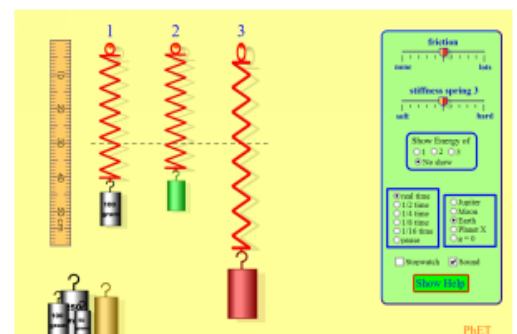 1 2 3
friction
none lots
stiffness spring 3
soft hard
Show Energy of
1 2 3
No show
real time
1/2 time
1/4 time
1/8 time
1/16 time
pause
Jupiter
Moon
Earth
Planet X
g = 0
Stopwatch Sound
Show Help
100
gram
PhET